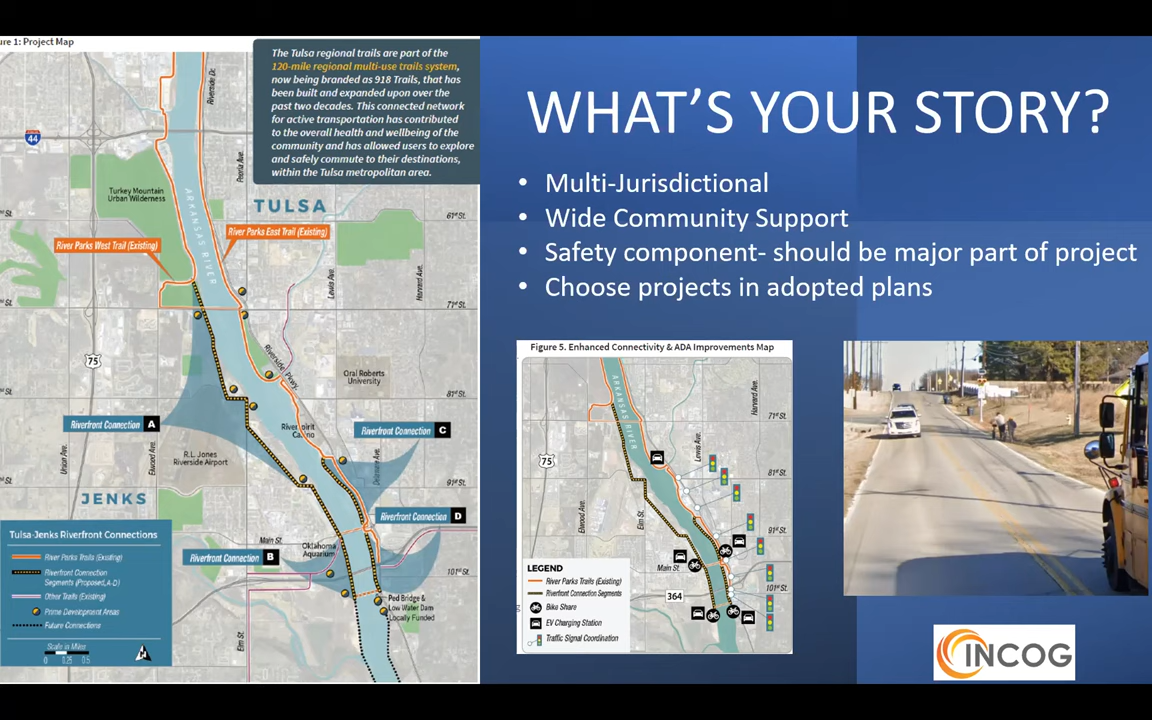 ure 1: Project Map
The Tulsa regional trails are part of the
120-mile regional multi-use trails system,
now being branded as 918 Trails, that has
been built and expanded upon over the
past two decades. This connected network
for active transportation has contributed
to the overall health and wellbeing of the
community and has allowed users to explore
and safely commute to their destinations,
within the Tulsa metropolitan area.
Riverside Dr.
44
Peoria Ave.
Turkey Mountain
Urban Wilderness
ARKANSAS RIVER
TULSA
61st St.
River Parks West Trail (Existing)
River Parks East Trail (Existing)
Lewis Ave.
Harvard Ave.
71st St.
75
Riverside Pkwy.
Oral Roberts
University
81st St.
Riverfront Connection A
River Spirit
Casino
Riverfront Connection C
Union Ave.
Elwood Ave.
R.L. Jones
Riverside Airport
Delaware Ave.
91st St.
JENKS
Riverfront Connection D
Tulsa-Jenks Riverfront Connections
River Parks Trails (Existing)
Riverfront Connection
Segments (Proposed, A-D)
Other Trails (Existing)
Prime Development Areas
Future Connections
Scale in Miles
0 0.25 0.5
Main St.
Riverfront Connection B
Oklahoma
Aquarium
101st St.
Ped Bridge &
Low Water Dam
Locally Funded
Elm St.
WHAT'S YOUR STORY?
• Multi-Jurisdictional
• Wide Community Support
• Safety component- should be major part of project
• Choose projects in adopted plans
Figure 5. Enhanced Connectivity & ADA Improvements Map
ARKANSAS RIVER
Harvard Ave.
71st St.
75
Lewis Ave.
81st St.
Elwood Ave.
Elm St.
91st St.
Main St.
101st St.
364
LEGEND
River Parks Trails (Existing)
Riverfront Connection Segments
Bike Share
EV Charging Station
Traffic Signal Coordination
INCOG